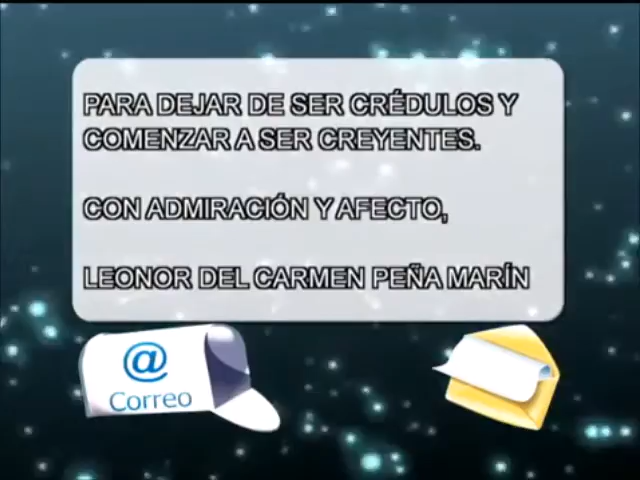 PARA DEJAR DE SER CRÉDULOS Y
COMENZAR A SER CREYENTES.
CON ADMIRACIÓN Y AFECTO,
LEONOR DEL CARMEN PEÑA MARÍN
@
Correo